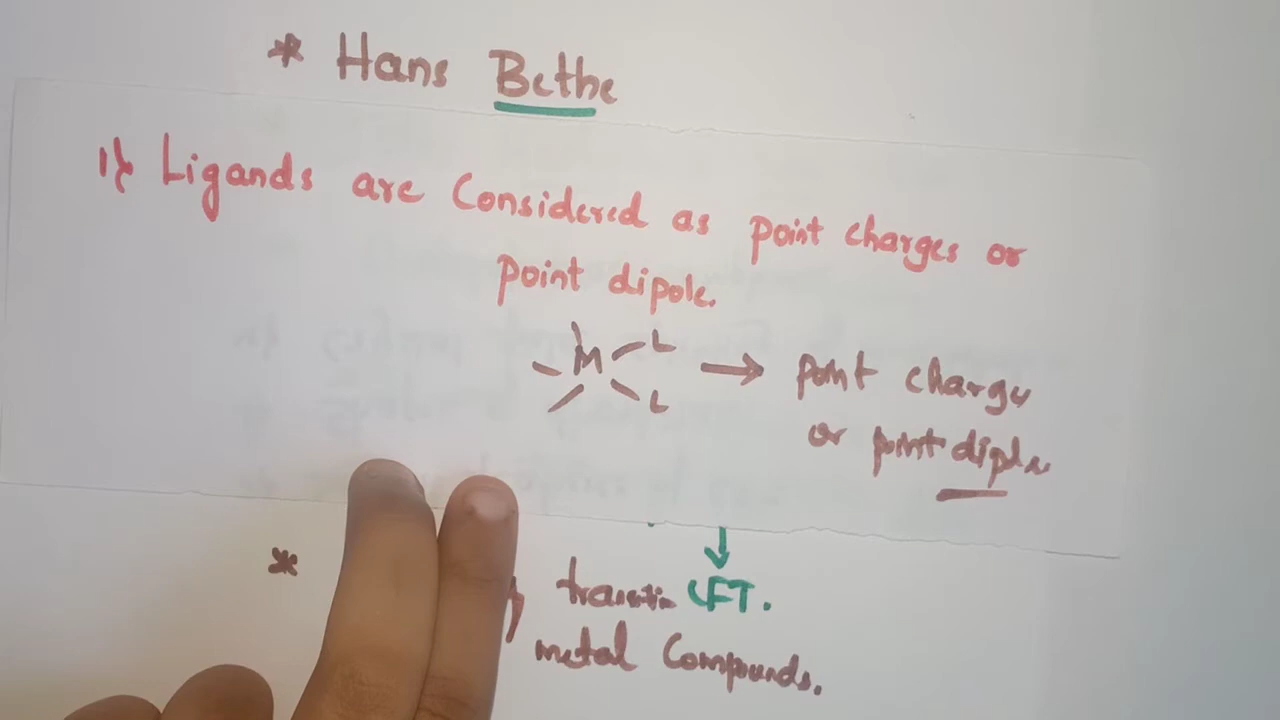 * Hans Bethe
1) Ligands are Considered as point charges or
point dipole.
M L L → point charge
or point dipole
↓
* transition CFT.
metal Compounds.